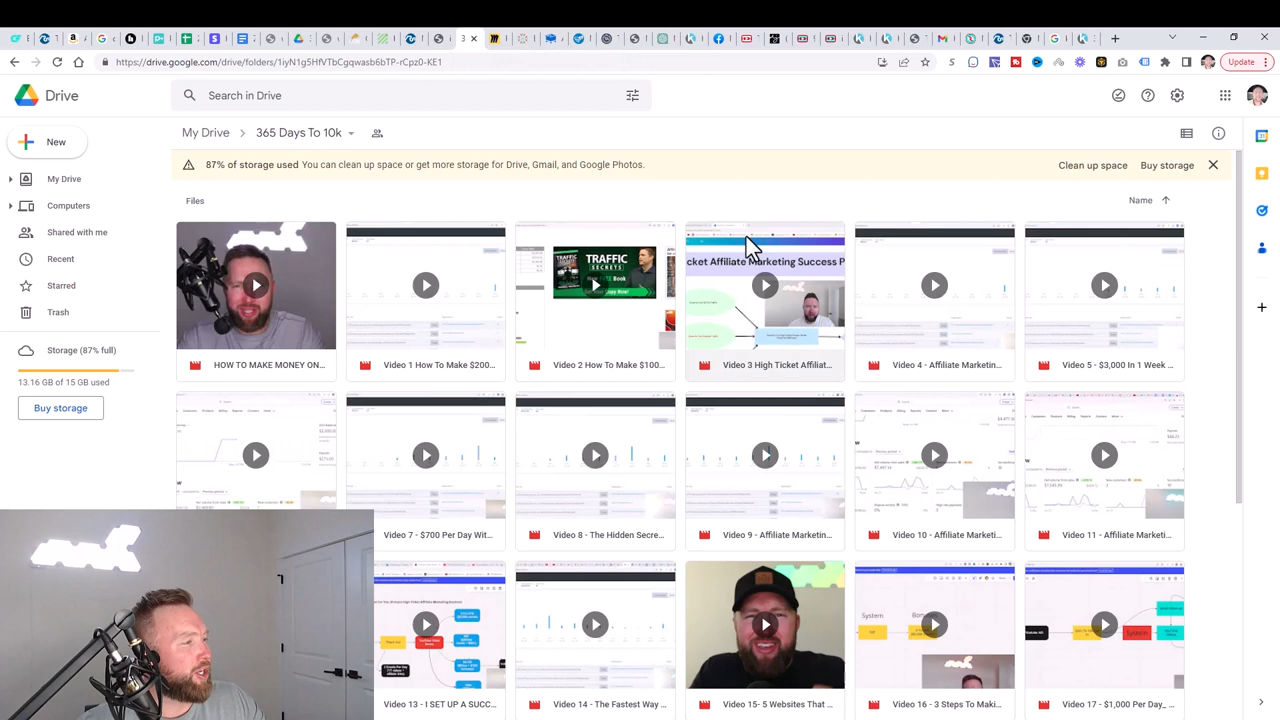 3
Update
https://drive.google.com/drive/folders/1iyN1g5HfVTbCgqwasb6bTP-rCpz0-KE1
Drive
Search in Drive
New
My Drive
365 Days To 10k
87% of storage used You can clean up space or get more storage for Drive, Gmail, and Google Photos.
Clean up space
Buy storage
My Drive
Computers
Shared with me
Recent
Starred
Trash
Storage (87% full)
13.16 GB of 15 GB used
Buy storage
Files
Name
TRAFFIC
SECRETS
icket Affiliate Marketing Success P
HOW TO MAKE MONEY ON...
Video 1 How To Make $200...
Video 2 How To Make $100...
Video 3 High Ticket Affiliat...
Video 4 - Affiliate Marketin...
Video 5 - $3,000 In 1 Week ...
Video 7 - $700 Per Day Wit...
Video 8 - The Hidden Secre...
Video 9 - Affiliate Marketin...
Video 10 - Affiliate Marketi...
Video 11 - Affiliate Marketi...
System
System
Video 13 - I SET UP A SUCC...
Video 14 - The Fastest Way ...
Video 15- 5 Websites That ...
Video 16 - 3 Steps To Maki...
Video 17 - $1,000 Per Day_ ...